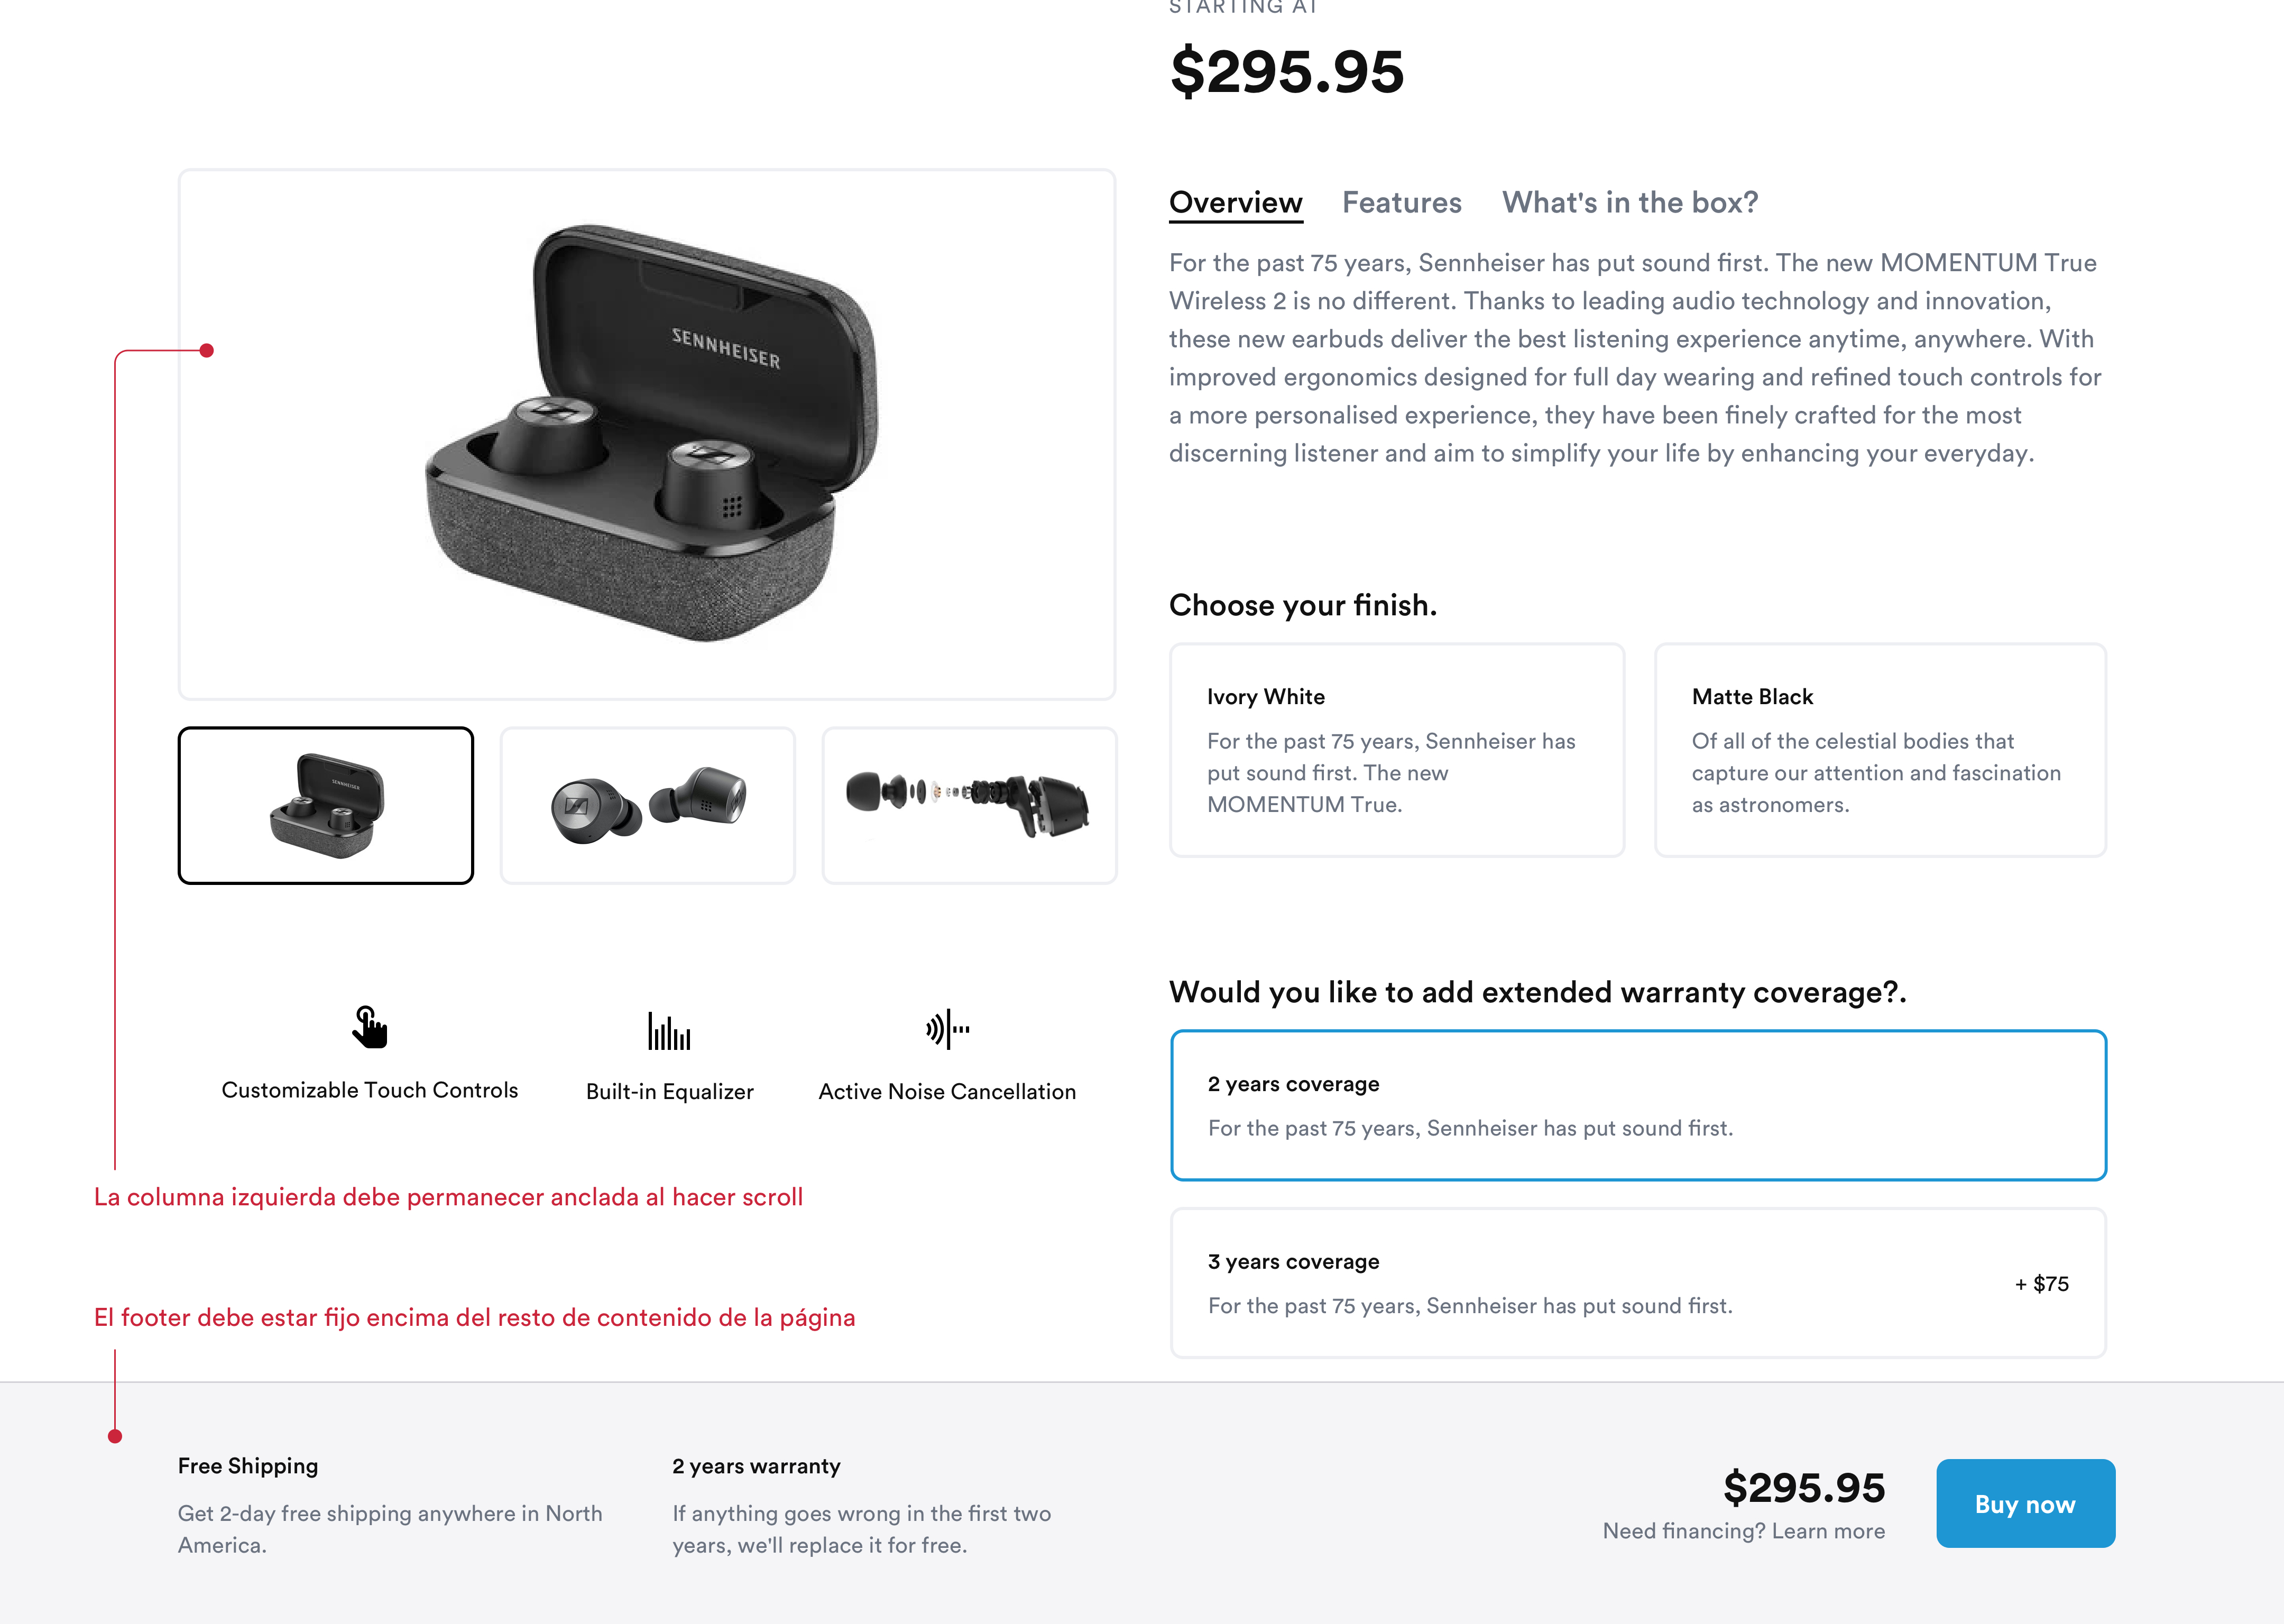 STARTING AT
$295.95
SENNHEISER
Overview
Features
What's in the box?
For the past 75 years, Sennheiser has put sound first. The new MOMENTUM True
Wireless 2 is no different. Thanks to leading audio technology and innovation,
these new earbuds deliver the best listening experience anytime, anywhere. With
improved ergonomics designed for full day wearing and refined touch controls for
a more personalised experience, they have been finely crafted for the most
discerning listener and aim to simplify your life by enhancing your everyday.
Choose your finish.
Ivory White
For the past 75 years, Sennheiser has
put sound first. The new
MOMENTUM True.
Matte Black
Of all of the celestial bodies that
capture our attention and fascination
as astronomers.
SENNHEISER
Customizable Touch Controls
Built-in Equalizer
Active Noise Cancellation
Would you like to add extended warranty coverage?.
2 years coverage
For the past 75 years, Sennheiser has put sound first.
3 years coverage
For the past 75 years, Sennheiser has put sound first.
+ $75
La columna izquierda debe permanecer anclada al hacer scroll
El footer debe estar fijo encima del resto de contenido de la página
Free Shipping
Get 2-day free shipping anywhere in North
America.
2 years warranty
If anything goes wrong in the first two
years, we'll replace it for free.
$295.95
Need financing? Learn more
Buy now